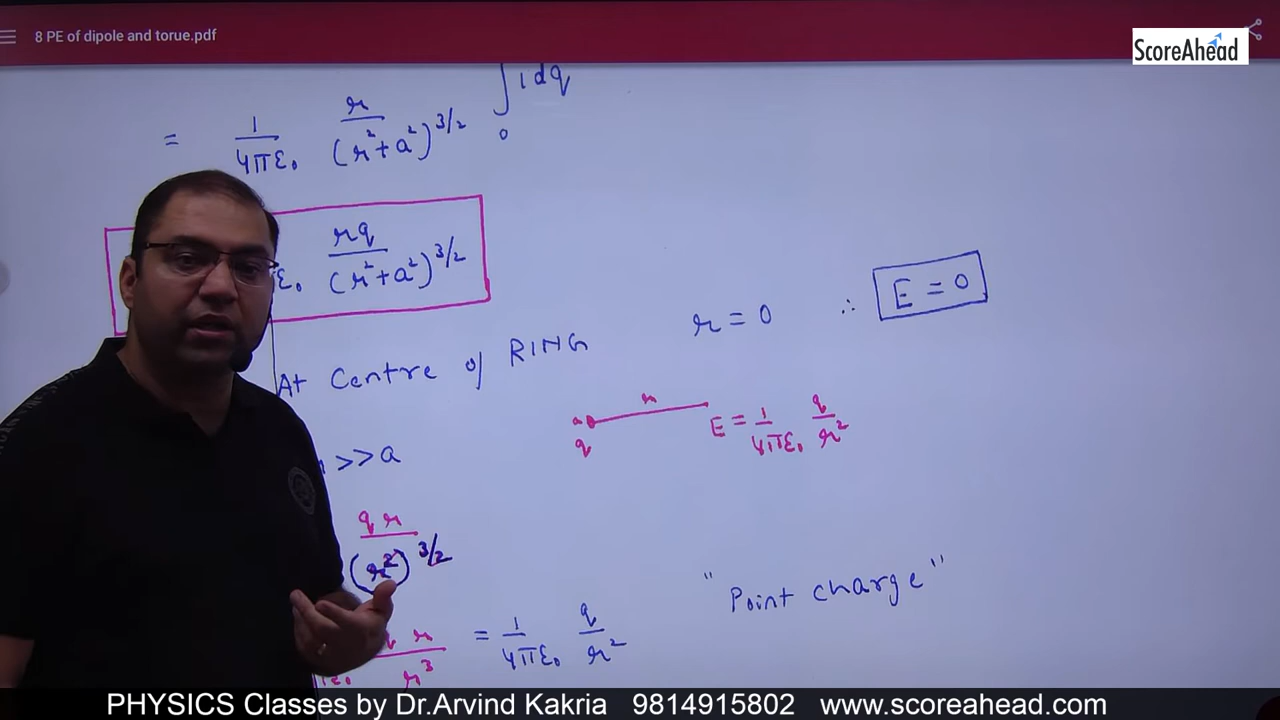 8 PE of dipole and torue.pdf
ScoreAhead
∫ 1 dq
0
= 1/4πε₀ r/(r²+a²)^3/2
ε₀ rq/(r²+a²)^3/2
At Centre of RING r = 0 ∴ E = 0
r
q
E = 1/4πε₀ q/r²
>> a
q r/(r²)^3/2
r/r³ = 1/4πε₀ q/r²
"Point charge"
PHYSICS Classes by Dr.Arvind Kakria 9814915802 www.scoreahead.com